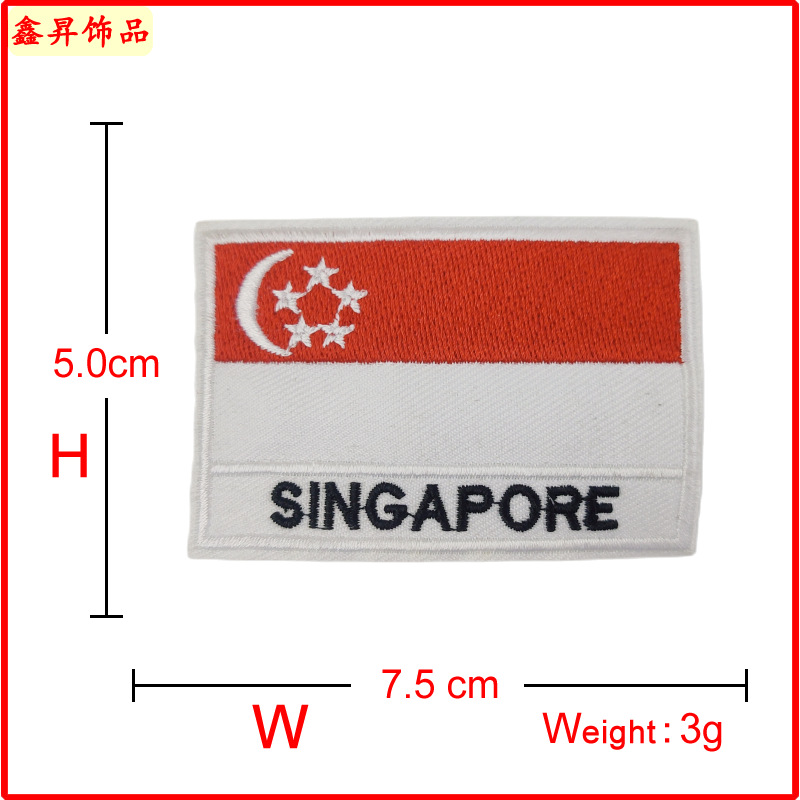 鑫昇饰品
5.0cm
H
SINGAPORE
7.5 cm
W
Weight: 3g